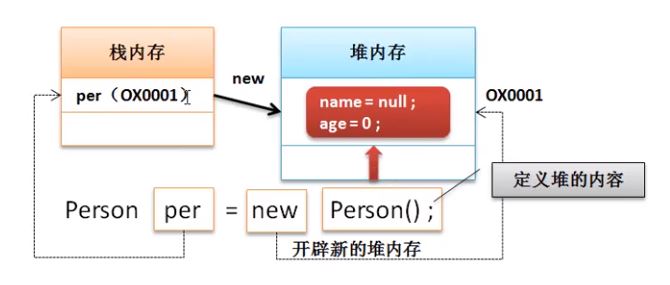 栈内存
堆内存
per（OX0001）
new
name = null ;
age = 0 ;
OX0001
定义堆的内容
Person per = new Person() ;
开辟新的堆内存